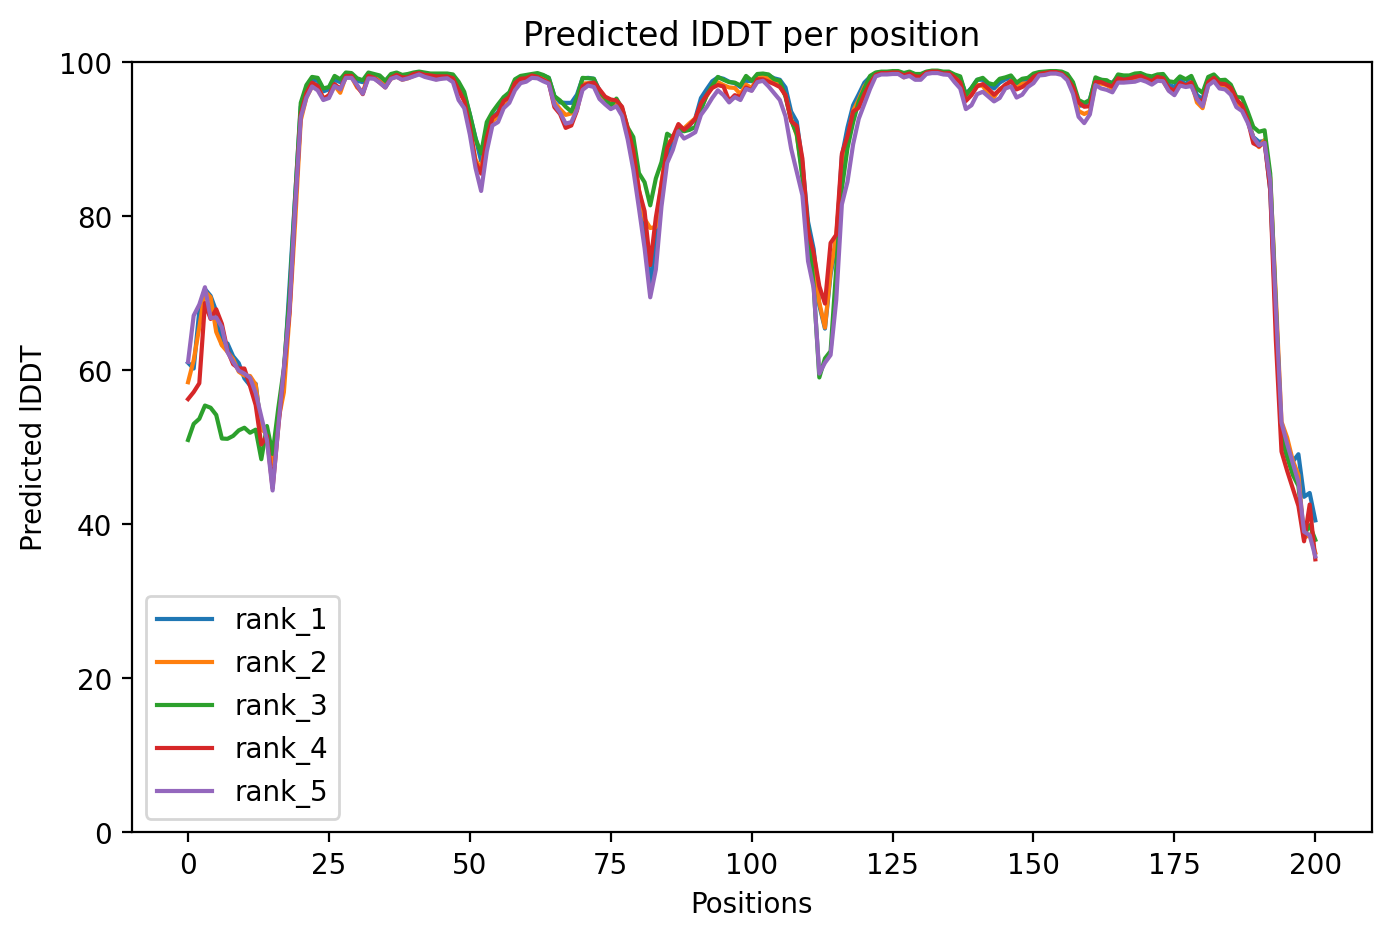 Predicted lDDT per position
Predicted lDDT
100
80
60
40
20
0
rank_1
rank_2
rank_3
rank_4
rank_5
0 25 50 75 100 125 150 175 200
Positions